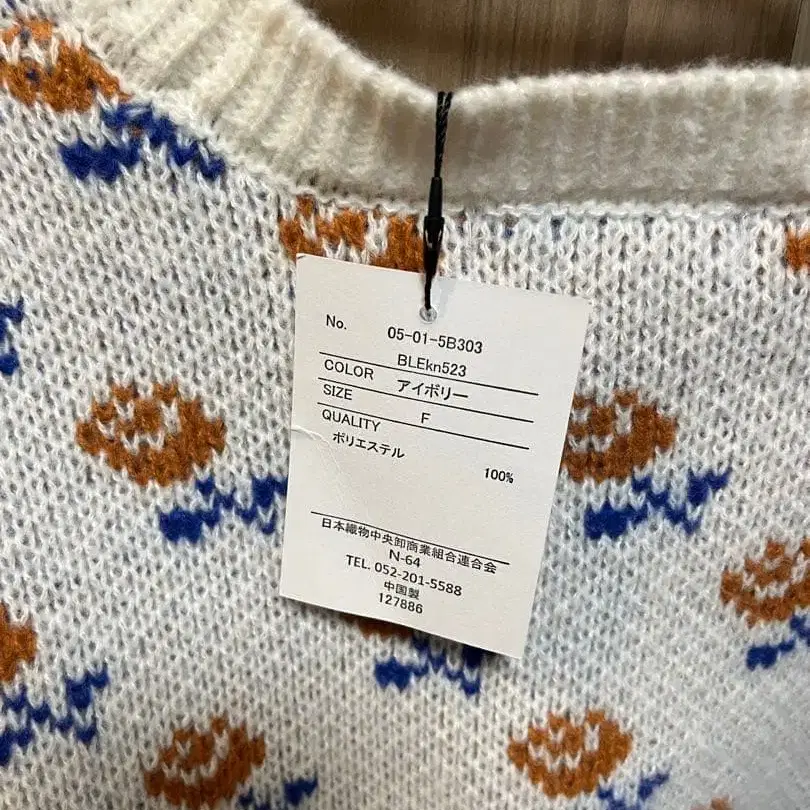 No. 05-01-5B303
BLEkn523
COLOR アイボリー
SIZE F
QUALITY
ポリエステル
100%
日本織物中央卸商業組合連合会
N-64
TEL. 052-201-5588
中国製
127886